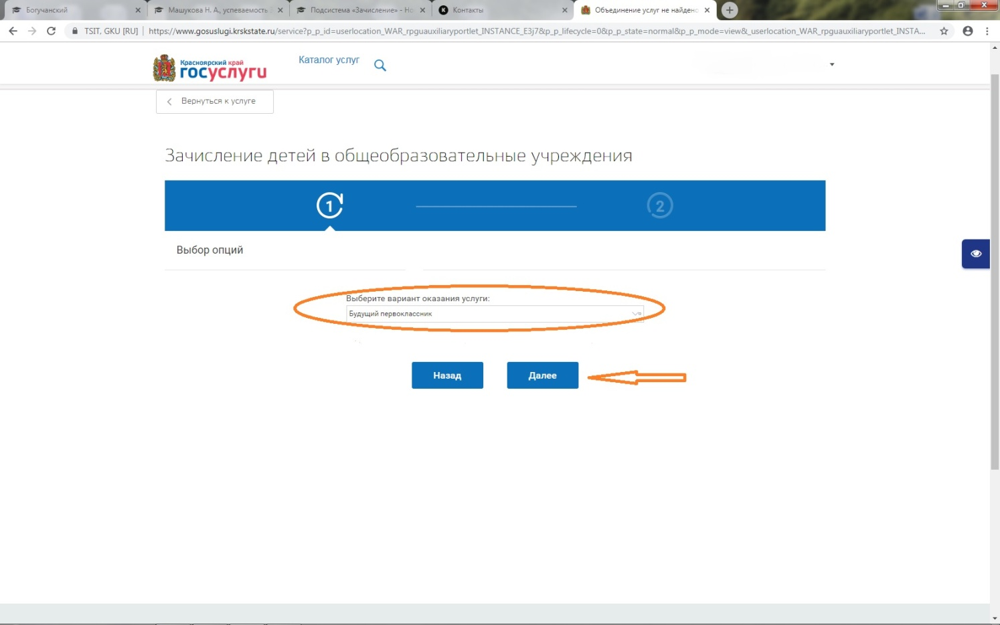 Богучанский
Машукова Н. А., успеваемость
Подсистема «Зачисление» - Но
К Контакты
Объединение услуг не найдено
TSIT, GKU [RU] | https://www.gosuslugi.krskstate.ru/service?p_p_id=userlocation_WAR_rpguauxiliaryportlet_INSTANCE_E3j7&p_p_lifecycle=0&p_p_state=normal&p_p_mode=view&_userlocation_WAR_rpguauxiliaryportlet_INSTA...
Красноярский край
госуслуги
Каталог услуг
Вернуться к услуге
Зачисление детей в общеобразовательные учреждения
1
2
Выбор опций
Выберите вариант оказания услуги:
Будущий первоклассник
Назад
Далее